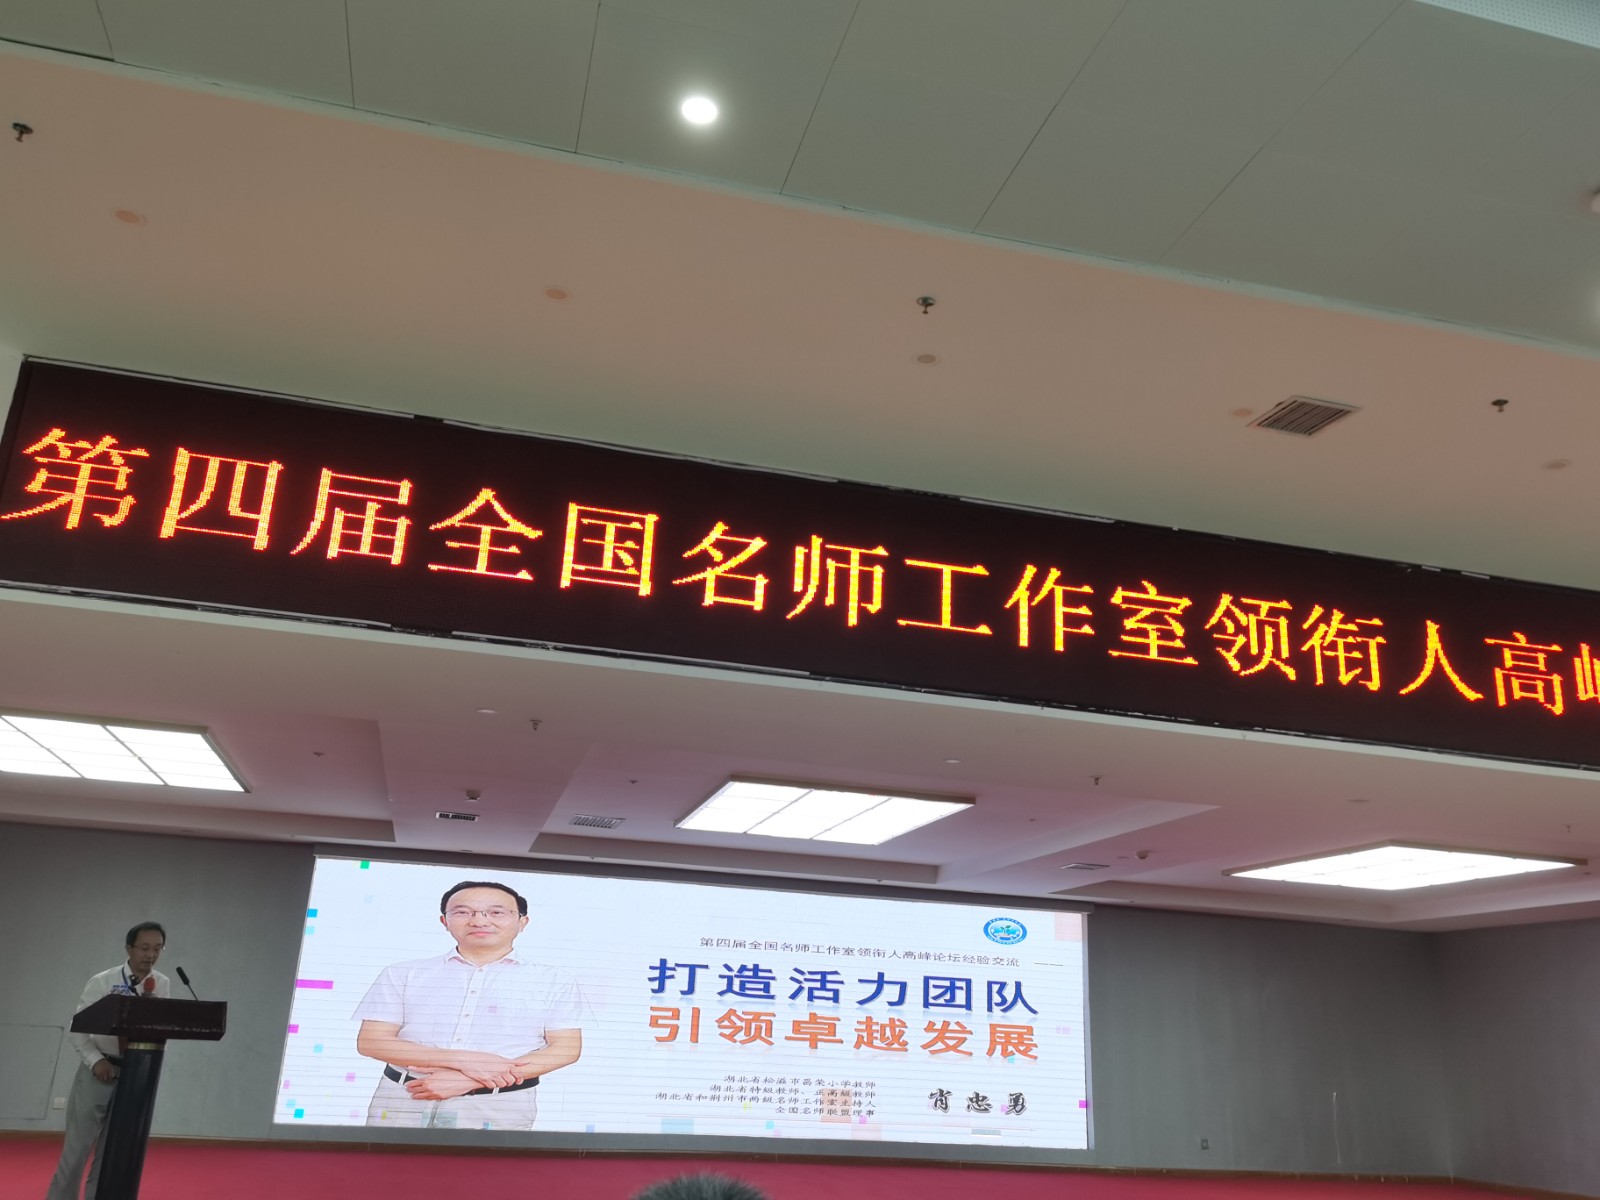 第四届全国名师工作室领衔人高峰
第四届全国名师工作室领衔人高峰论坛经验交流 ——
打造活力团队
引领卓越发展
湖北省松滋市昌荣小学教师
湖北省特级教师、正高级教师
湖北省和荆州市两级名师工作室主持人
全国名师联盟理事
肖忠勇